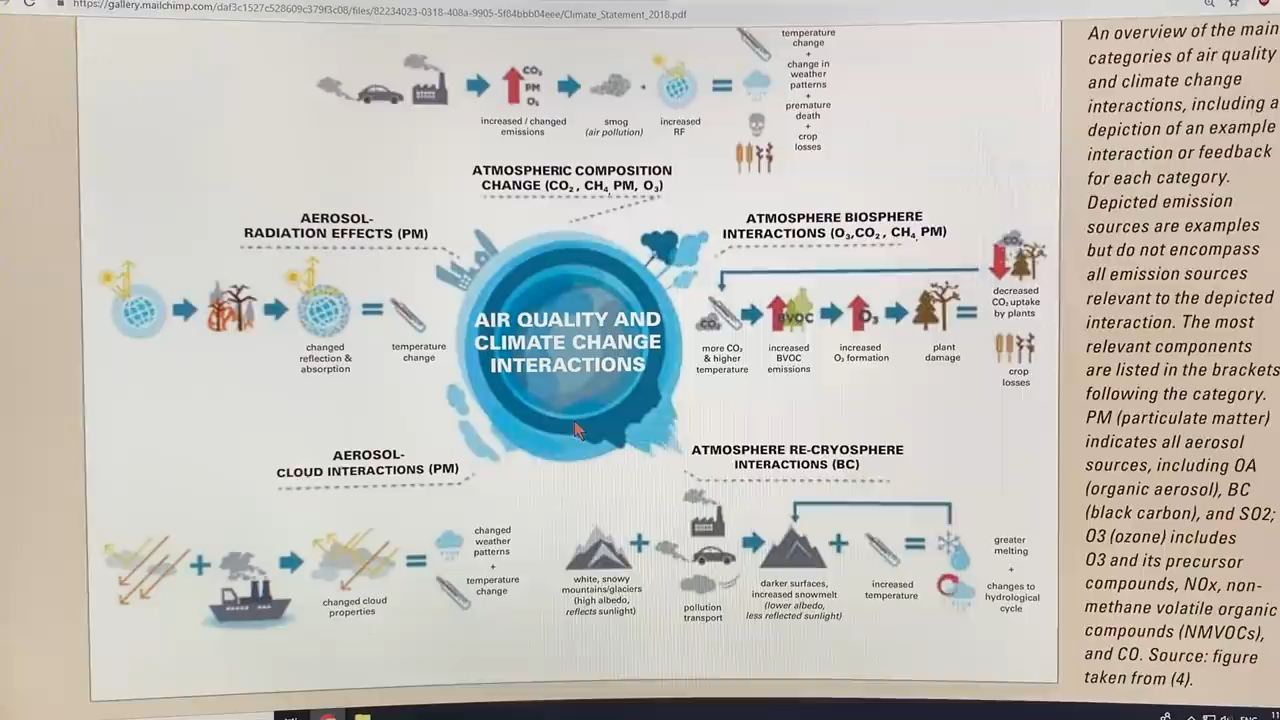 https://gallery.mailchimp.com/daf3c1527c528609c379f3c08/files/82234023-0318-408a-9905-5f84bbb04eee/Climate_Statement_2018.pdf
CO₂
PM
O₃
increased / changed
emissions
smog
(air pollution)
increased
RF
temperature
change
+
change in
weather
patterns
+
premature
death
+
crop
losses
ATMOSPHERIC COMPOSITION
CHANGE (CO₂, CH₄, PM, O₃)
AEROSOL-
RADIATION EFFECTS (PM)
changed
reflection &
absorption
temperature
change
ATMOSPHERE BIOSPHERE
INTERACTIONS (O₃,CO₂, CH₄, PM)
CO₂
more CO₂
& higher
temperature
BVOC
increased
BVOC
emissions
O₃
increased
O₃ formation
plant
damage
decreased
CO₂ uptake
by plants
crop
losses
AIR QUALITY AND
CLIMATE CHANGE
INTERACTIONS
AEROSOL-
CLOUD INTERACTIONS (PM)
changed cloud
properties
changed
weather
patterns
+
temperature
change
ATMOSPHERE RE-CRYOSPHERE
INTERACTIONS (BC)
white, snowy
mountains/glaciers
(high albedo,
reflects sunlight)
pollution
transport
darker surfaces,
increased snowmelt
(lower albedo,
less reflected sunlight)
increased
temperature
greater
melting
+
changes to
hydrological
cycle
An overview of the main
categories of air quality
and climate change
interactions, including a
depiction of an example
interaction or feedback
for each category.
Depicted emission
sources are examples
but do not encompass
all emission sources
relevant to the depicted
interaction. The most
relevant components
are listed in the brackets
following the category.
PM (particulate matter)
indicates all aerosol
sources, including OA
(organic aerosol), BC
(black carbon), and SO2;
O3 (ozone) includes
O3 and its precursor
compounds, NOx, non-
methane volatile organic
compounds (NMVOCs),
and CO. Source: figure
taken from (4).